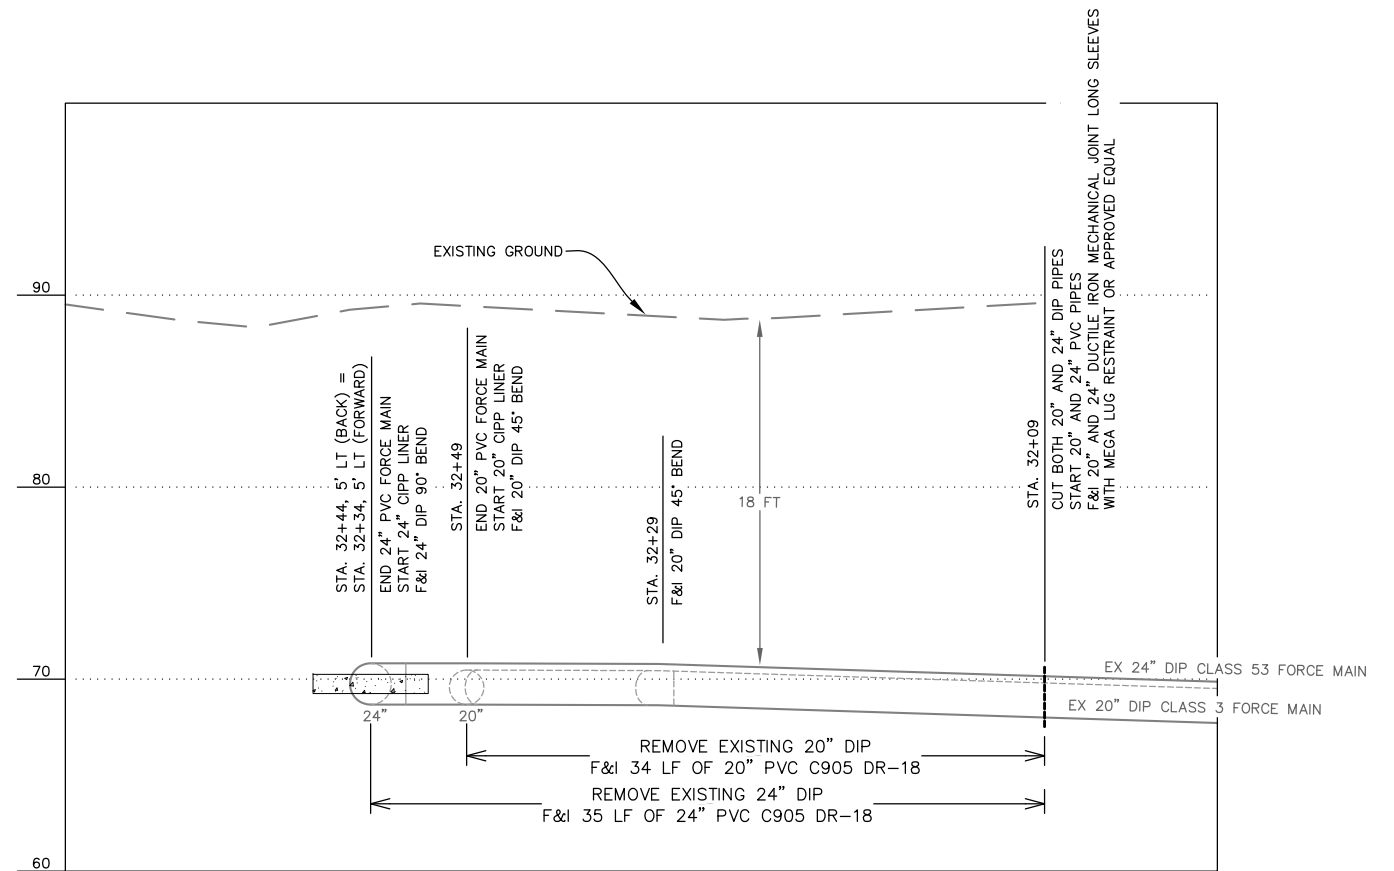 EXISTING GROUND
90
80
70
60
STA. 32+44, 5' LT (BACK) =
STA. 32+34, 5' LT (FORWARD)
END 24" PVC FORCE MAIN
START 24" CIPP LINER
F&I 24" DIP 90° BEND
STA. 32+49
END 20" PVC FORCE MAIN
START 20" CIPP LINER
F&I 20" DIP 45° BEND
STA. 32+29
F&I 20" DIP 45° BEND
18 FT
STA. 32+09
CUT BOTH 20" AND 24" DIP PIPES
START 20" AND 24" PVC PIPES
F&I 20" AND 24" DUCTILE IRON MECHANICAL JOINT LONG SLEEVES
WITH MEGA LUG RESTRAINT OR APPROVED EQUAL
EX 24" DIP CLASS 53 FORCE MAIN
EX 20" DIP CLASS 3 FORCE MAIN
24"
20"
REMOVE EXISTING 20" DIP
F&I 34 LF OF 20" PVC C905 DR-18
REMOVE EXISTING 24" DIP
F&I 35 LF OF 24" PVC C905 DR-18